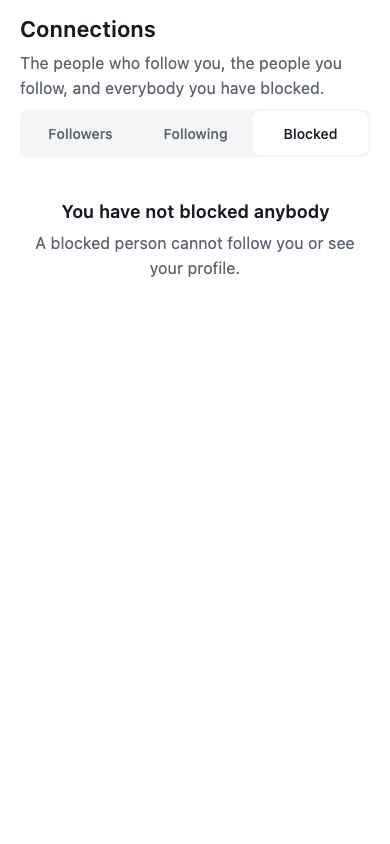 Connections
The people who follow you, the people you
follow, and everybody you have blocked.
Followers
Following
Blocked
You have not blocked anybody
A blocked person cannot follow you or see
your profile.